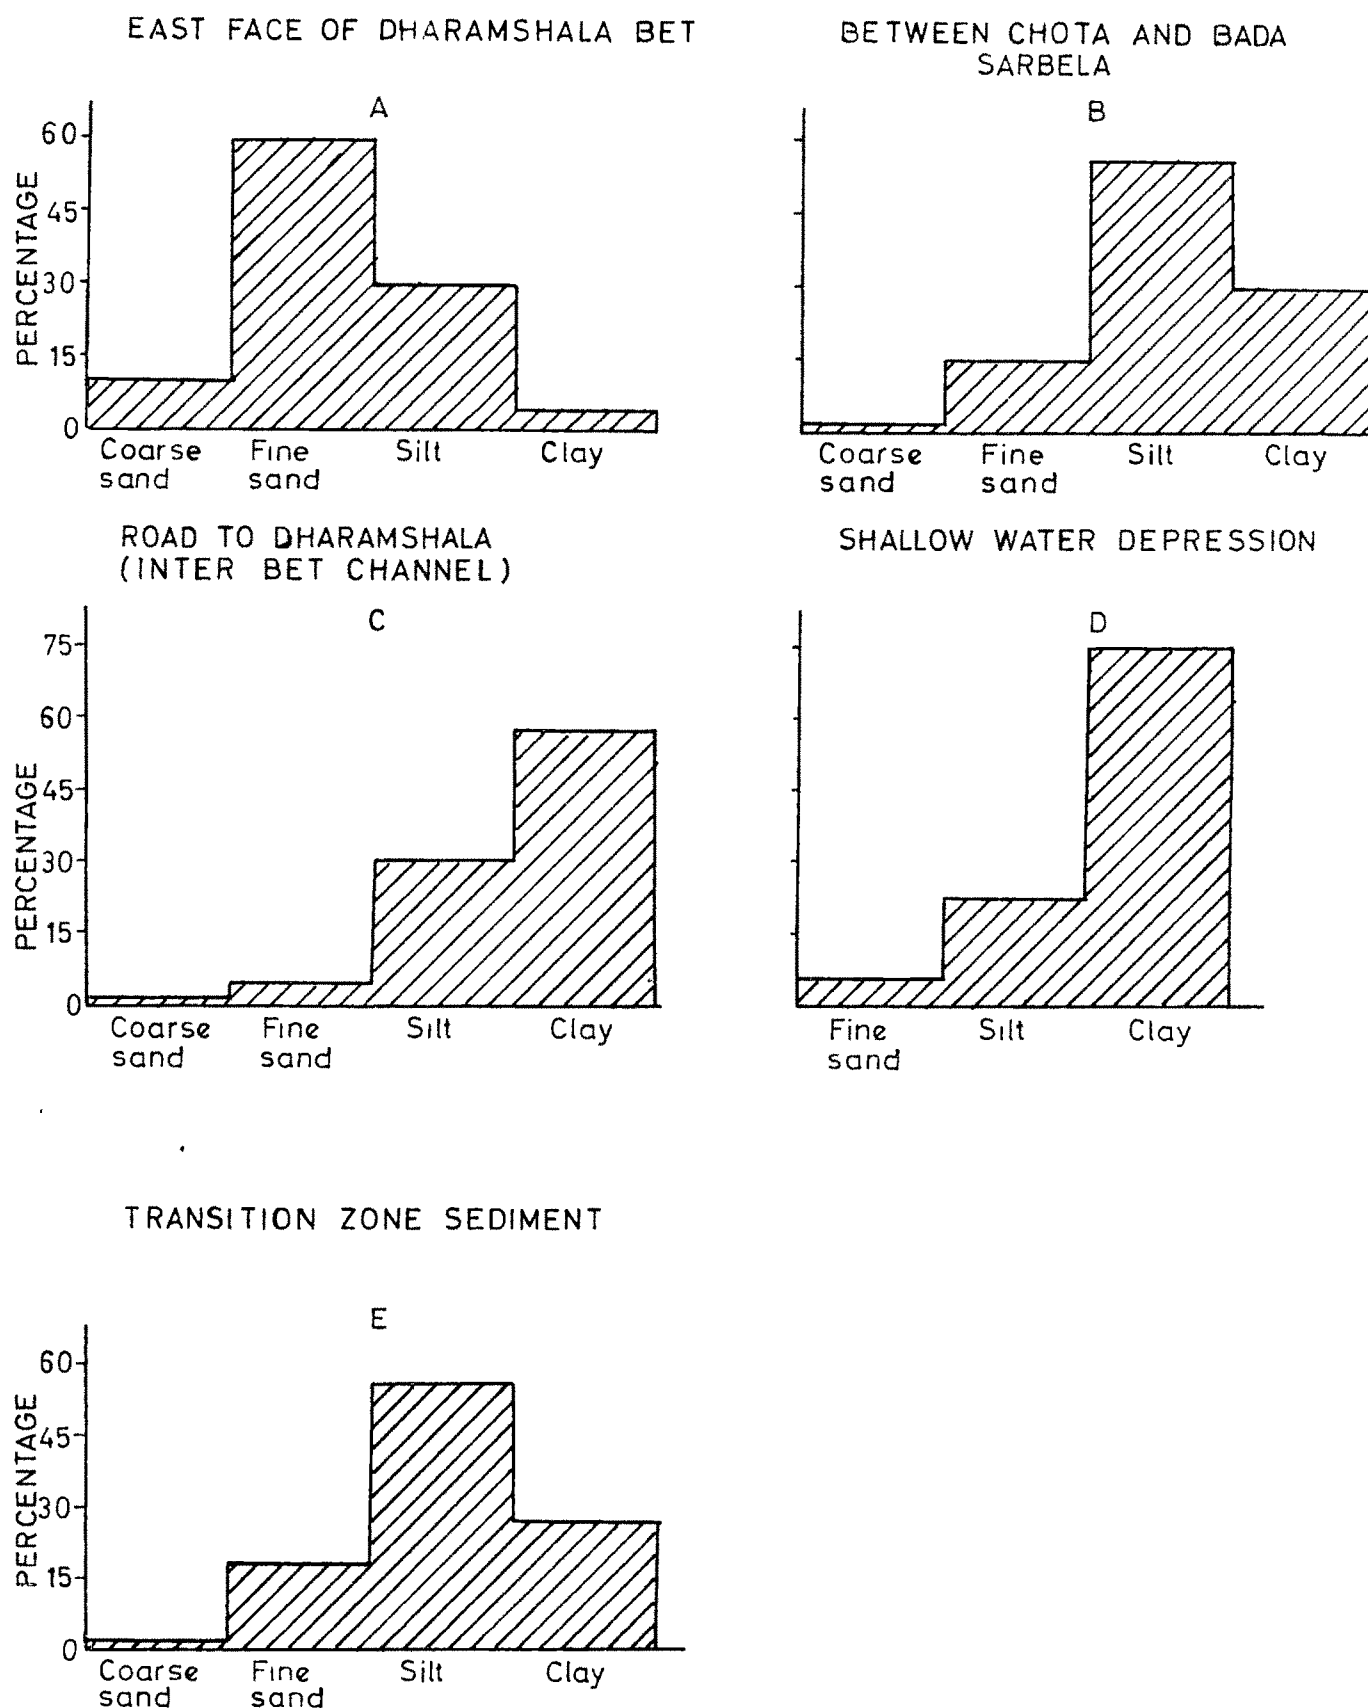 EAST FACE OF DHARAMSHALA BET
A
PERCENTAGE
60
45
30
15
0
Coarse sand
Fine sand
Silt
Clay
BETWEEN CHOTA AND BADA
SARBELA
B
Coarse sand
Fine sand
Silt
Clay
ROAD TO DHARAMSHALA
(INTER BET CHANNEL)
C
PERCENTAGE
75
60
45
30
15
0
Coarse sand
Fine sand
Silt
Clay
SHALLOW WATER DEPRESSION
D
Fine sand
Silt
Clay
TRANSITION ZONE SEDIMENT
E
PERCENTAGE
60
45
30
15
0
Coarse sand
Fine sand
Silt
Clay